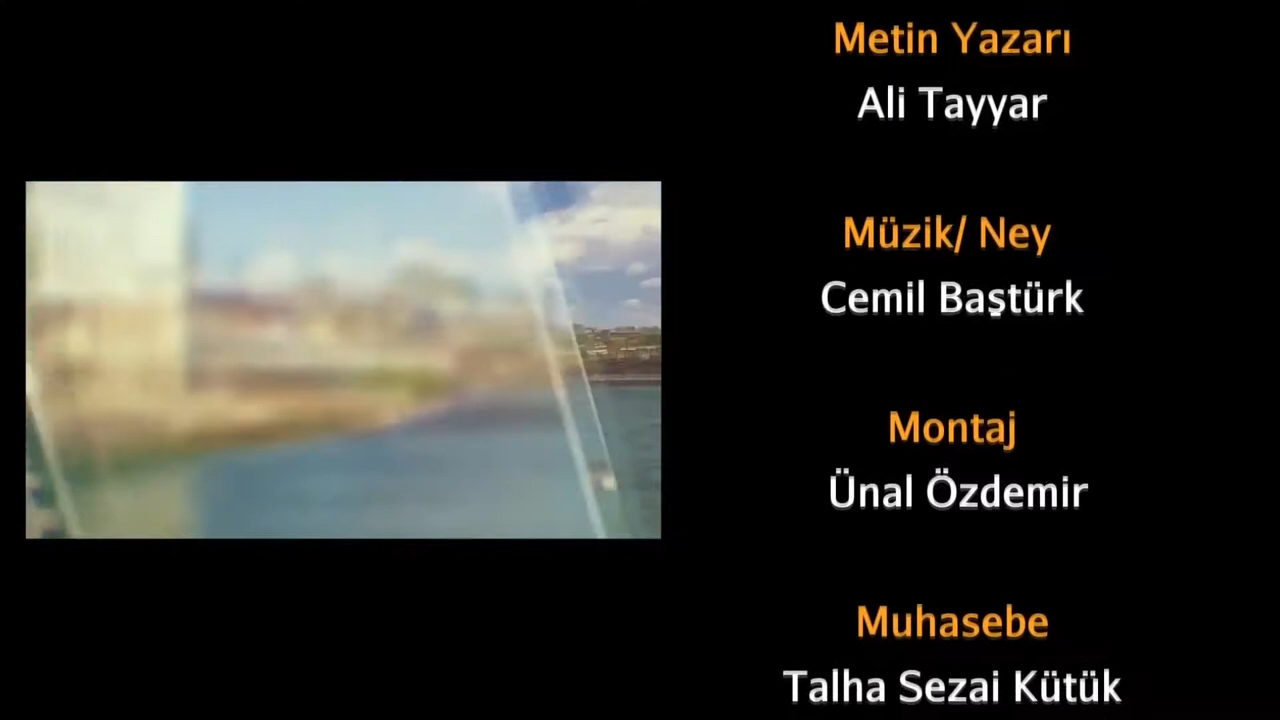 Metin Yazarı
Ali Tayyar
Müzik/ Ney
Cemil Baştürk
Montaj
Ünal Özdemir
Muhasebe
Talha Sezai Kütük